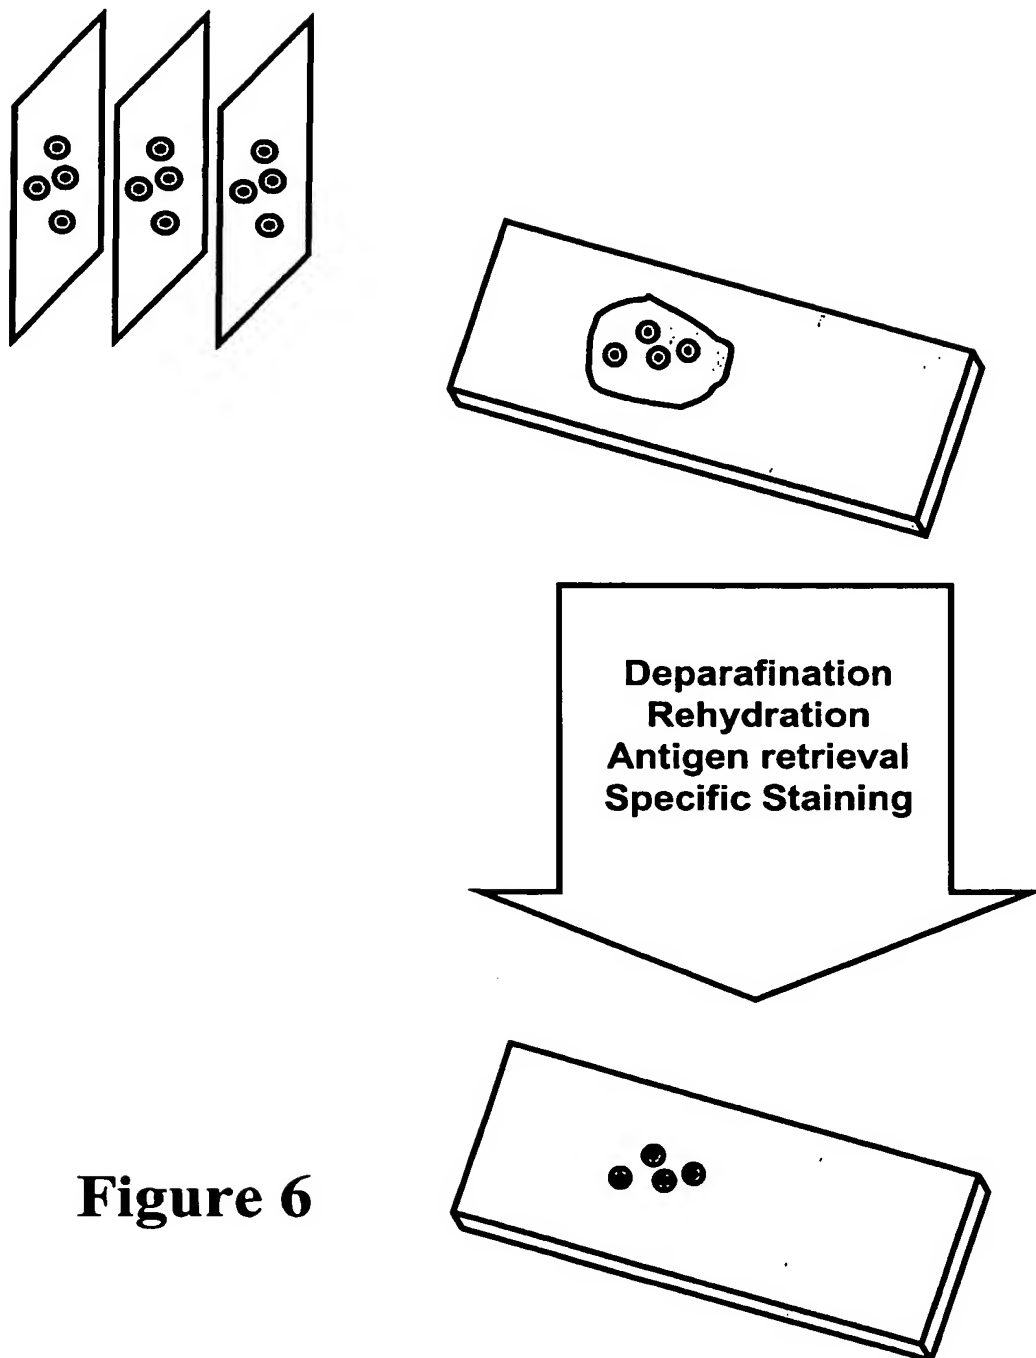 Deparafination
Rehydration
Antigen retrieval
Specific Staining
Figure 6